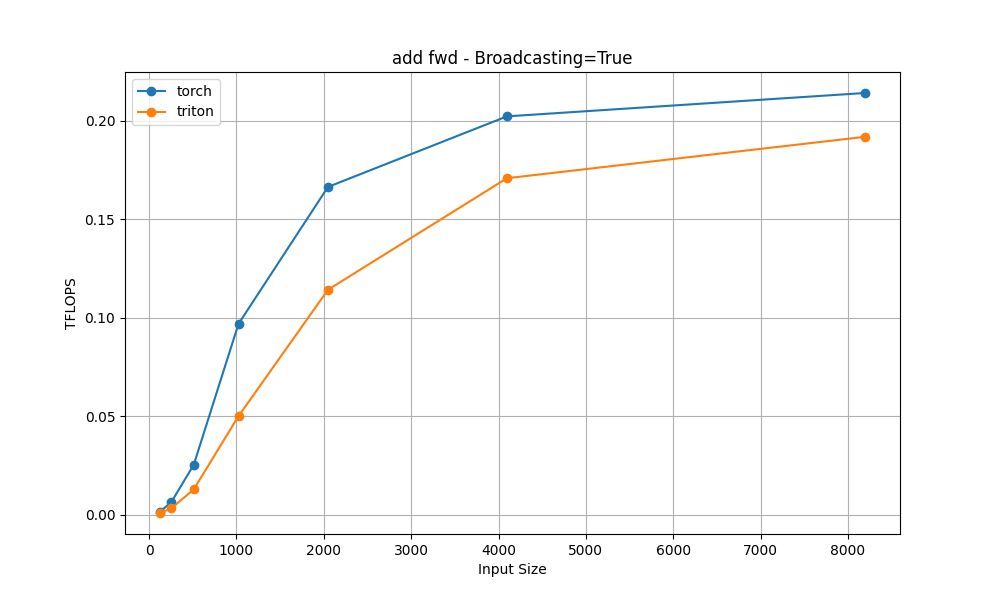 add fwd - Broadcasting=True
torch
triton
TFLOPS
0.20
0.15
0.10
0.05
0.00
0 1000 2000 3000 4000 5000 6000 7000 8000
Input Size